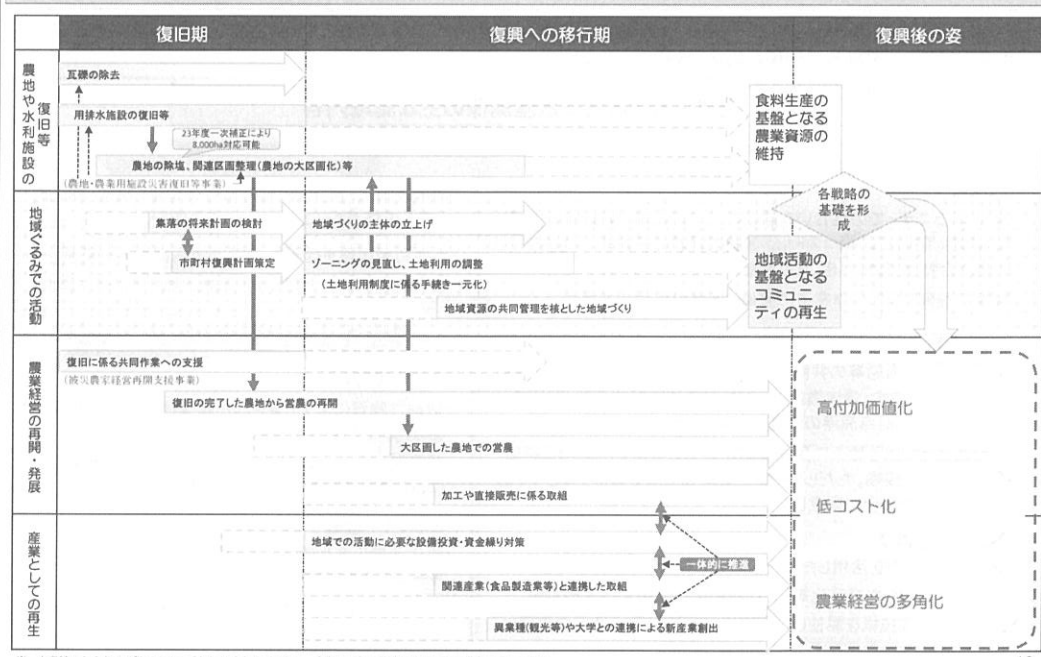 復旧期
復興への移行期
復興後の姿
農地や水利施設の
復旧等
瓦礫の除去
用排水施設の復旧等
23年度一次補正により
8,000ha対応可能
農地の除塩、関連区画整理(農地の大区画化)等
(農地・農業用施設災害復旧等事業)
食料生産の
基盤となる
農業資源の
維持
地域ぐるみでの活動
集落の将来計画の検討
地域づくりの主体の立上げ
市町村復興計画策定
ゾーニングの見直し、土地利用の調整
(土地利用制度に係る手続き一元化)
地域資源の共同管理を核とした地域づくり
各戦略の
基礎を形
成
地域活動の
基盤となる
コミュニ
ティの再生
農業経営の再開・発展
復旧に係る共同作業への支援
(被災農家経営再開支援事業)
復旧の完了した農地から営農の再開
大区画した農地での営農
加工や直接販売に係る取組
高付加価値化
低コスト化
農業経営の多角化
産業としての再生
地域での活動に必要な設備投資・資金繰り対策
一体的に推進
関連産業(食品製造業等)と連携した取組
異業種(観光等)や大学との連携による新産業創出